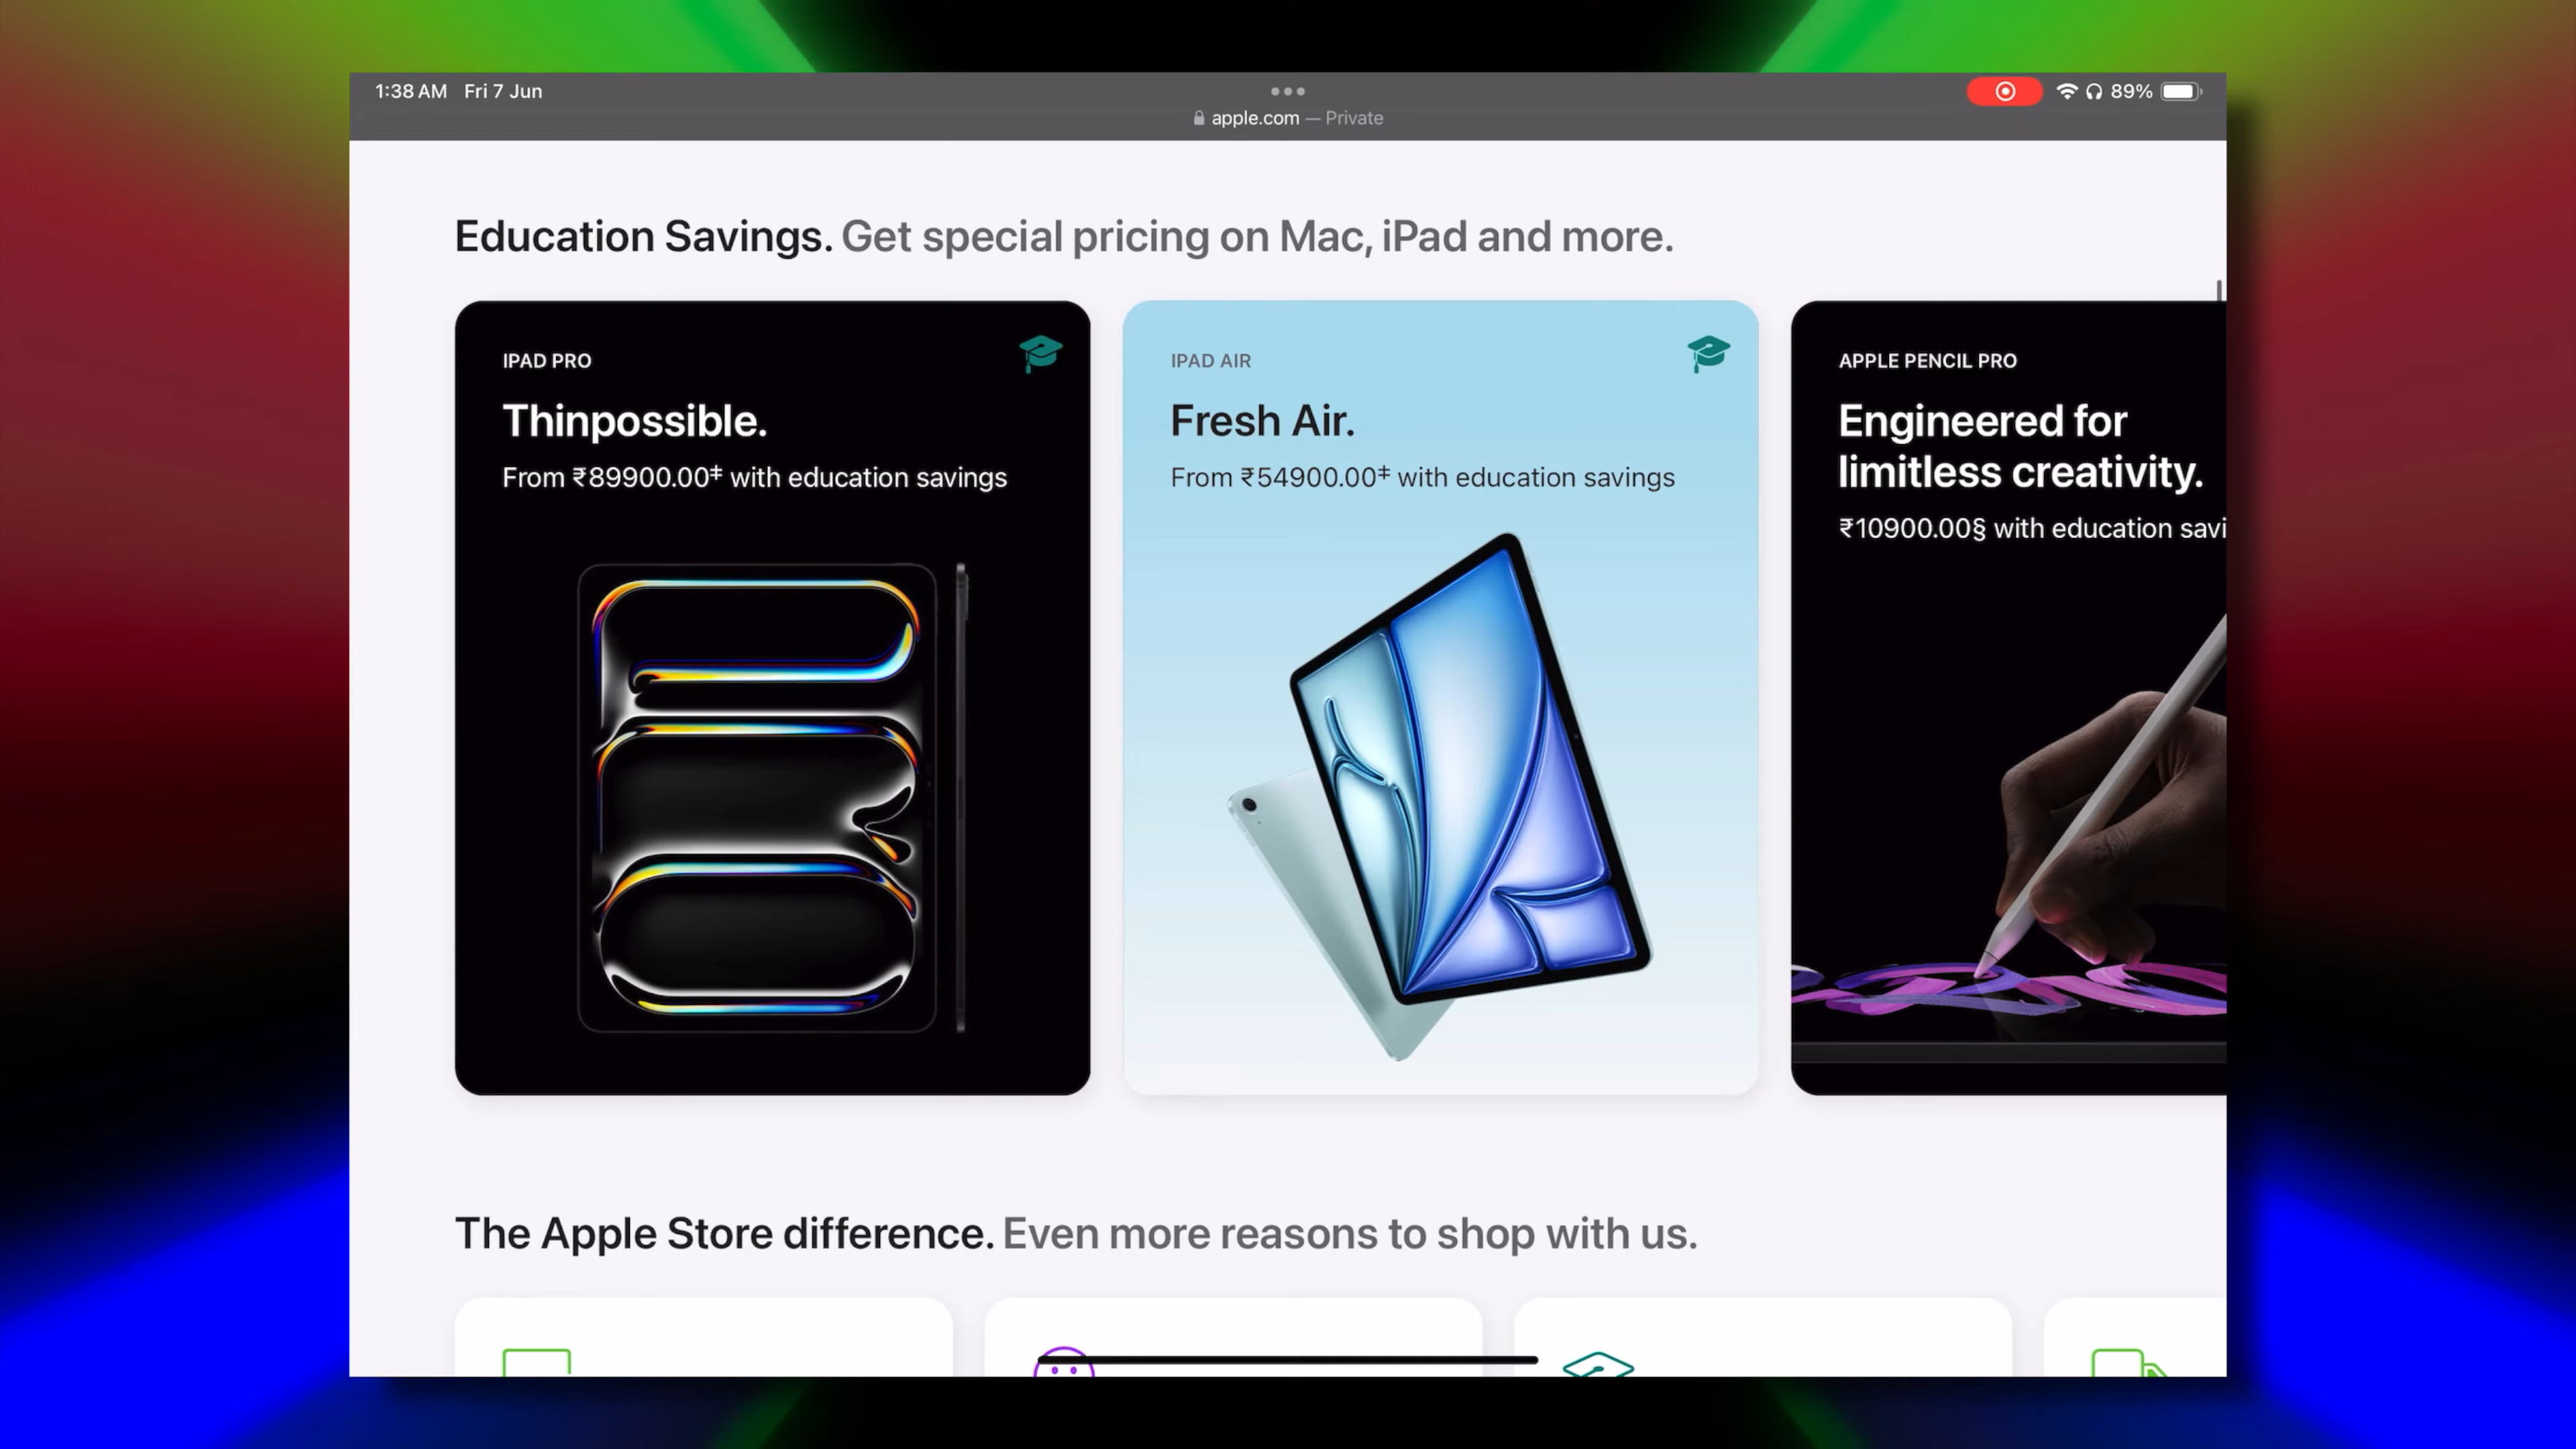 1:38 AM Fri 7 Jun
89%
apple.com — Private
Education Savings. Get special pricing on Mac, iPad and more.
IPAD PRO
Thinpossible.
From ₹89900.00‡ with education savings
IPAD AIR
Fresh Air.
From ₹54900.00‡ with education savings
APPLE PENCIL PRO
Engineered for
limitless creativity.
₹10900.00§ with education savi
The Apple Store difference. Even more reasons to shop with us.